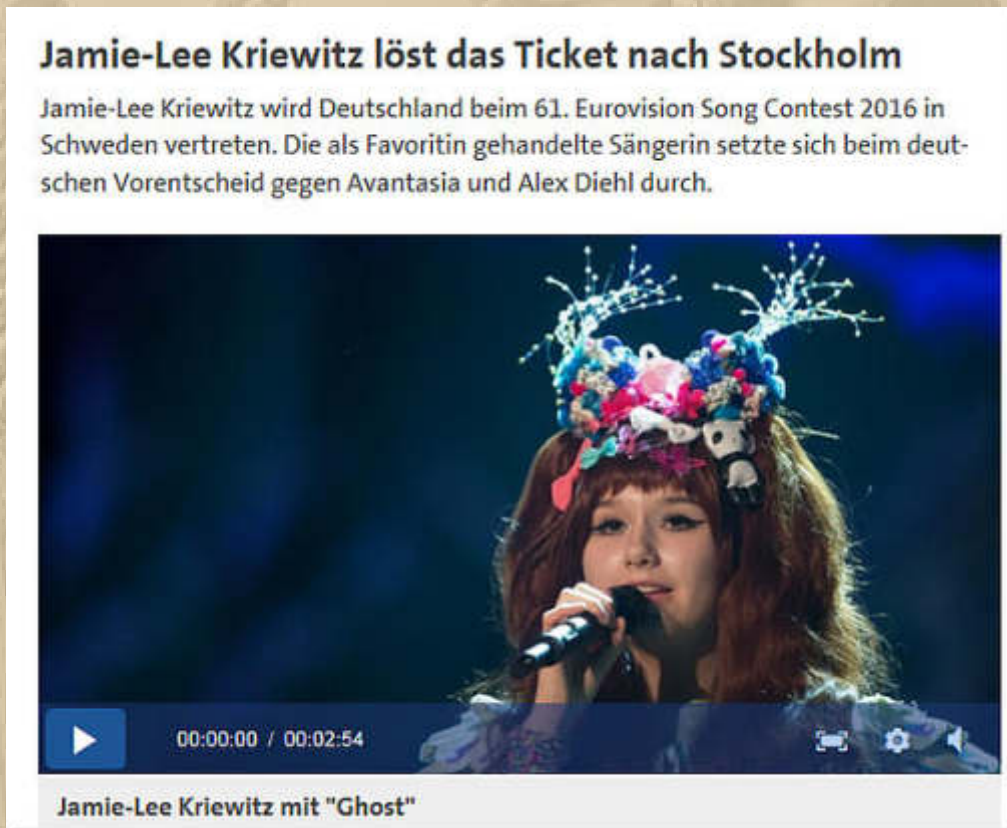 Jamie-Lee Kriewitz löst das Ticket nach Stockholm
Jamie-Lee Kriewitz wird Deutschland beim 61. Eurovision Song Contest 2016 in
Schweden vertreten. Die als Favoritin gehandelte Sängerin setzte sich beim deut-
schen Vorentscheid gegen Avantasia und Alex Diehl durch.
00:00:00 / 00:02:54
Jamie-Lee Kriewitz mit "Ghost"